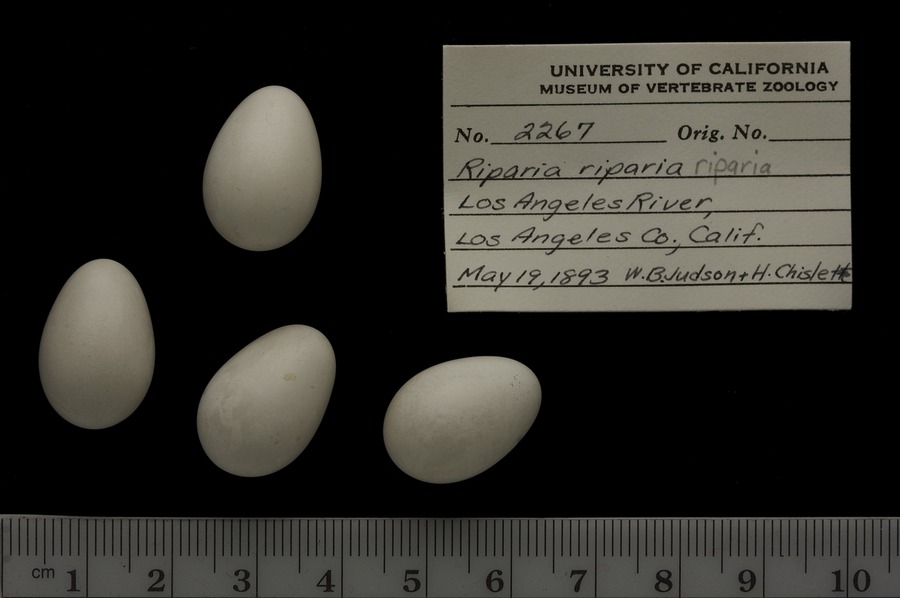 UNIVERSITY OF CALIFORNIA
MUSEUM OF VERTEBRATE ZOOLOGY
No. 2267 Orig. No.
Riparia riparia riparia
Los Angeles River,
Los Angeles Co., Calif.
May 19, 1893 W.B. Judson + H. Chislett
cm 1 2 3 4 5 6 7 8 9 10